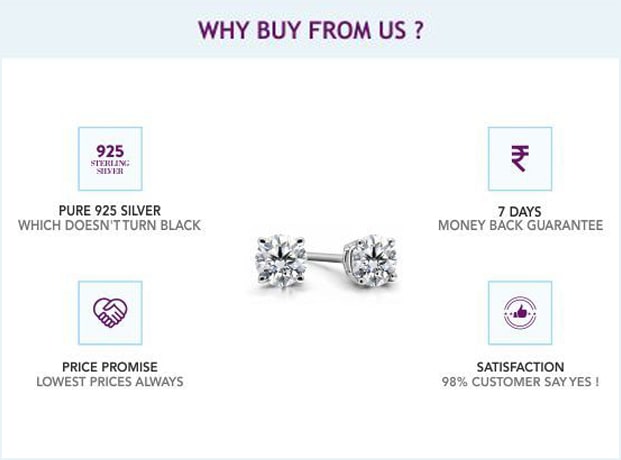 WHY BUY FROM US ?
925
STERLING
SILVER
PURE 925 SILVER
WHICH DOESN'T TURN BLACK
₹
7 DAYS
MONEY BACK GUARANTEE
PRICE PROMISE
LOWEST PRICES ALWAYS
SATISFACTION
98% CUSTOMER SAY YES !